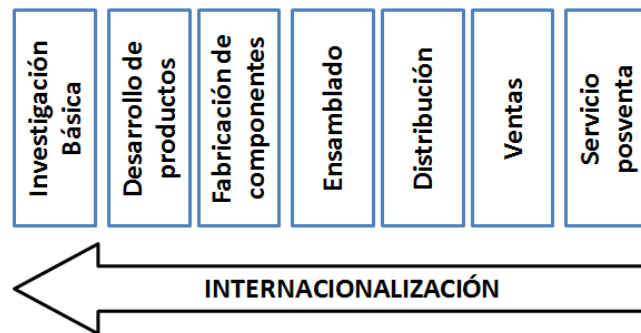 Investigación
Básica
Desarrollo de
productos
Fabricación de
componentes
Ensamblado
Distribución
Ventas
Servicio
posventa
INTERNACIONALIZACIÓN